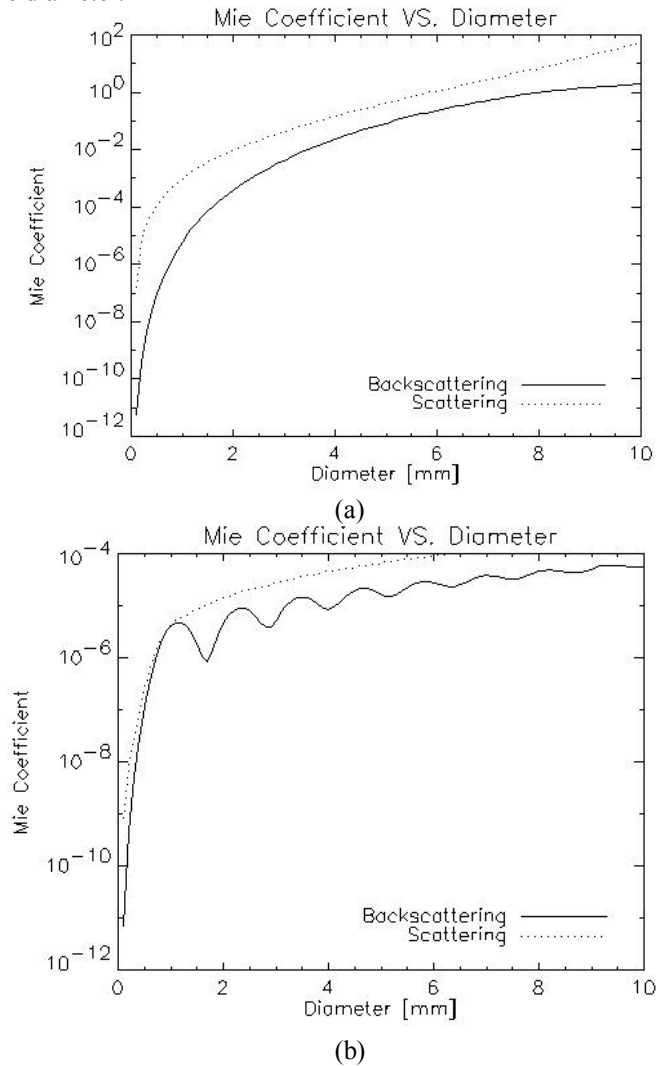 Mie Coefficient VS. Diameter
10^2
10^0
10^-2
10^-4
10^-6
10^-8
10^-10
10^-12
Mie Coefficient
Backscattering
Scattering
0 2 4 6 8 10
Diameter [mm]
(a)
Mie Coefficient VS. Diameter
10^-4
10^-6
10^-8
10^-10
10^-12
Mie Coefficient
Backscattering
Scattering
0 2 4 6 8 10
Diameter [mm]
(b)